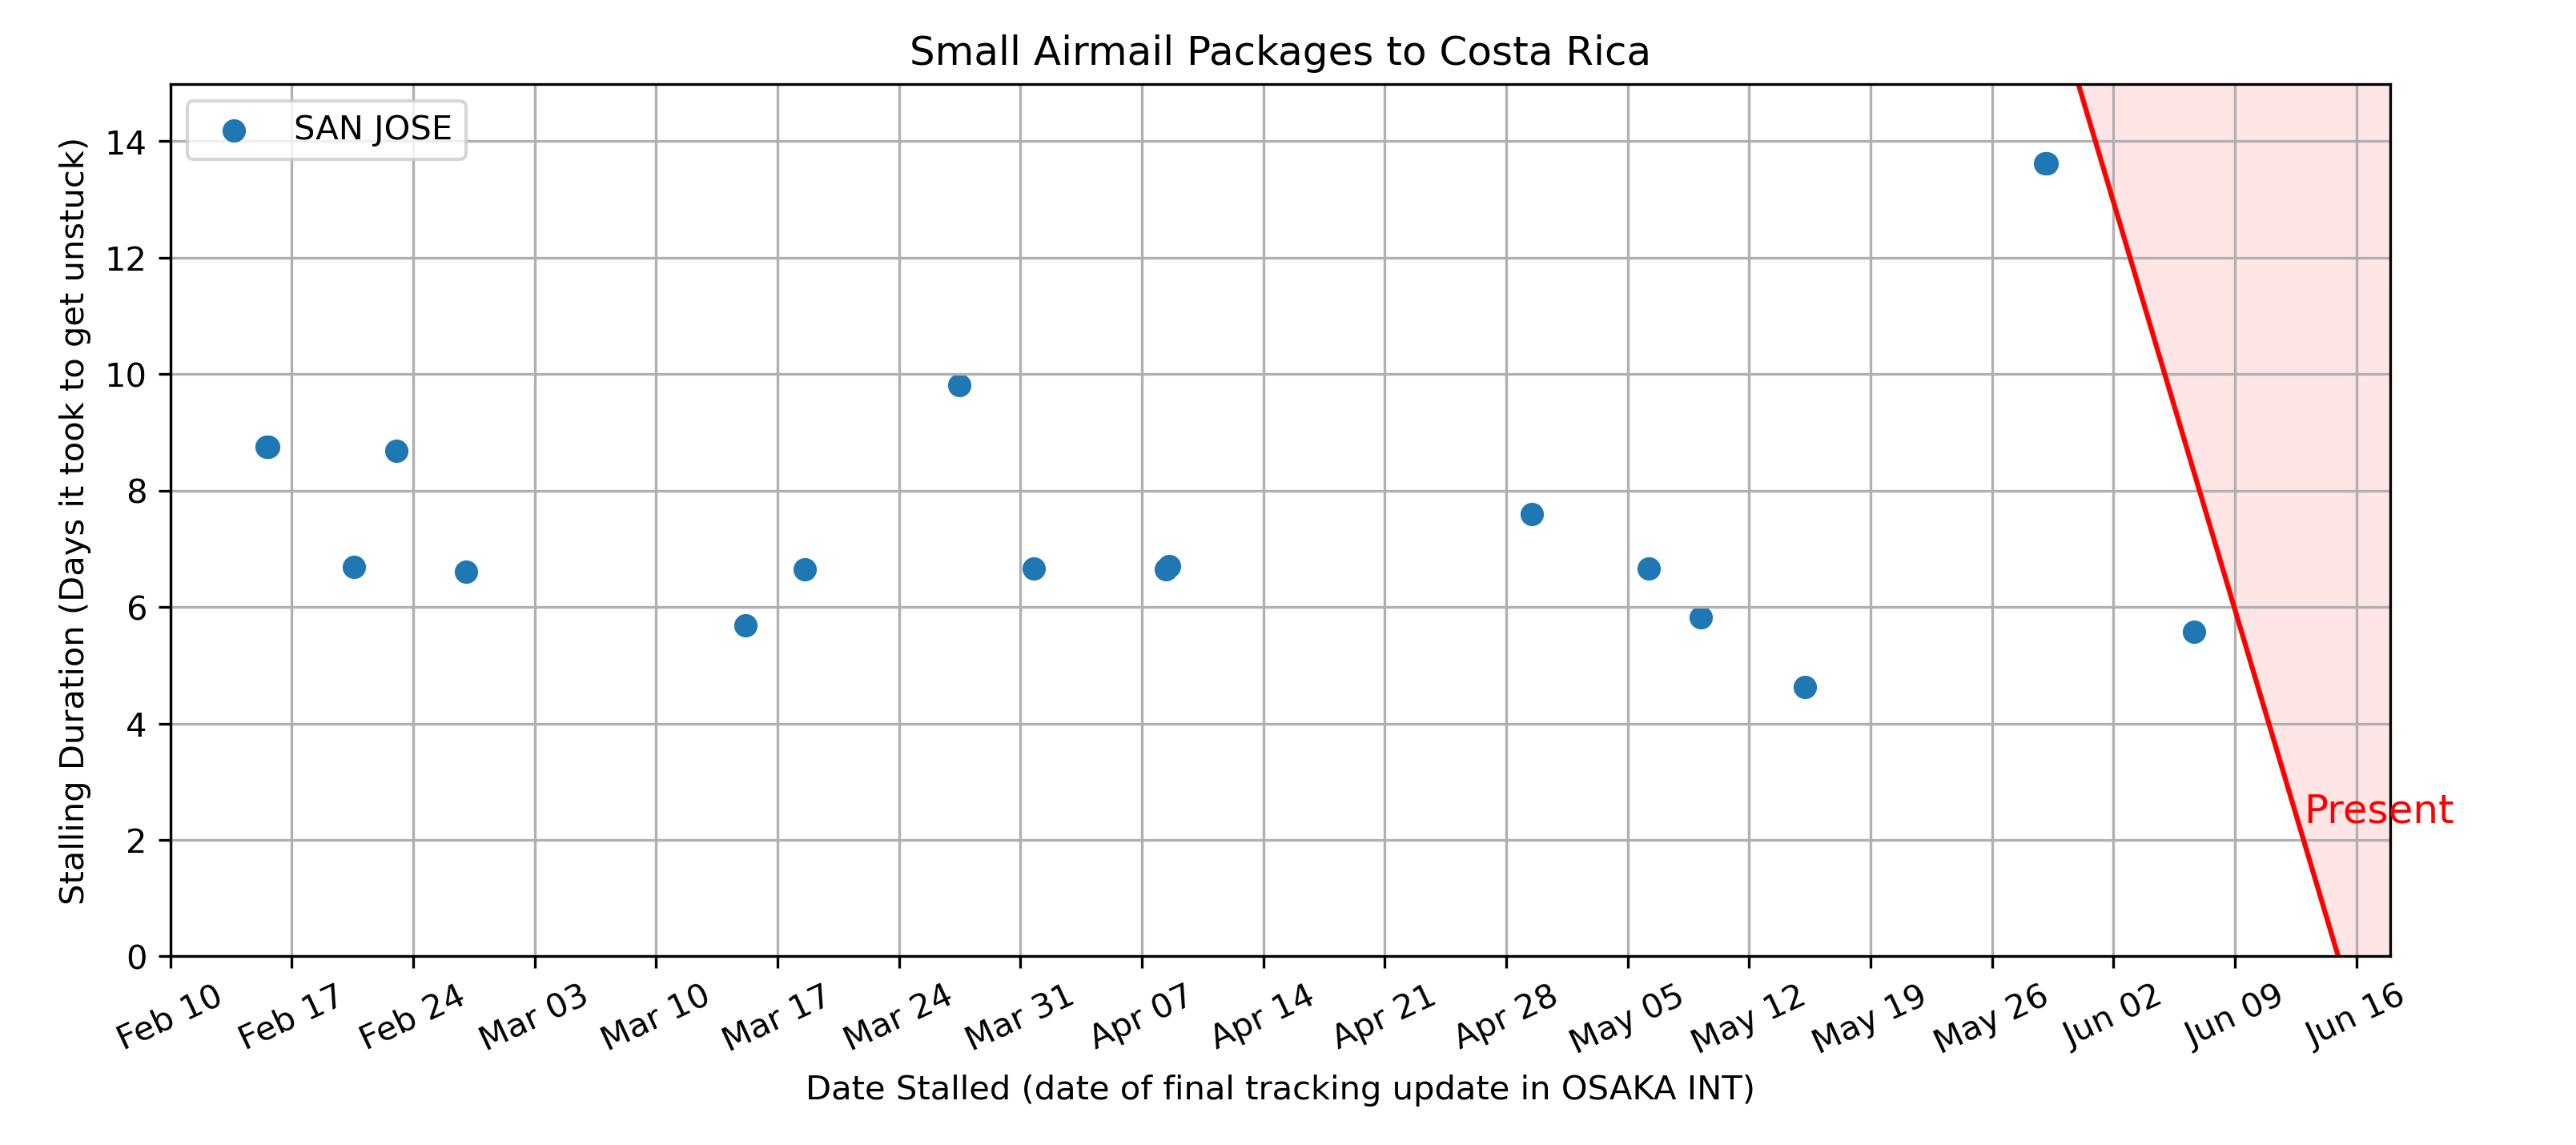 Small Airmail Packages to Costa Rica
SAN JOSE
Stalling Duration (Days it took to get unstuck)
14
12
10
8
6
4
2
0
Present
Feb 10 Feb 17 Feb 24 Mar 03 Mar 10 Mar 17 Mar 24 Mar 31 Apr 07 Apr 14 Apr 21 Apr 28 May 05 May 12 May 19 May 26 Jun 02 Jun 09 Jun 16
Date Stalled (date of final tracking update in OSAKA INT)